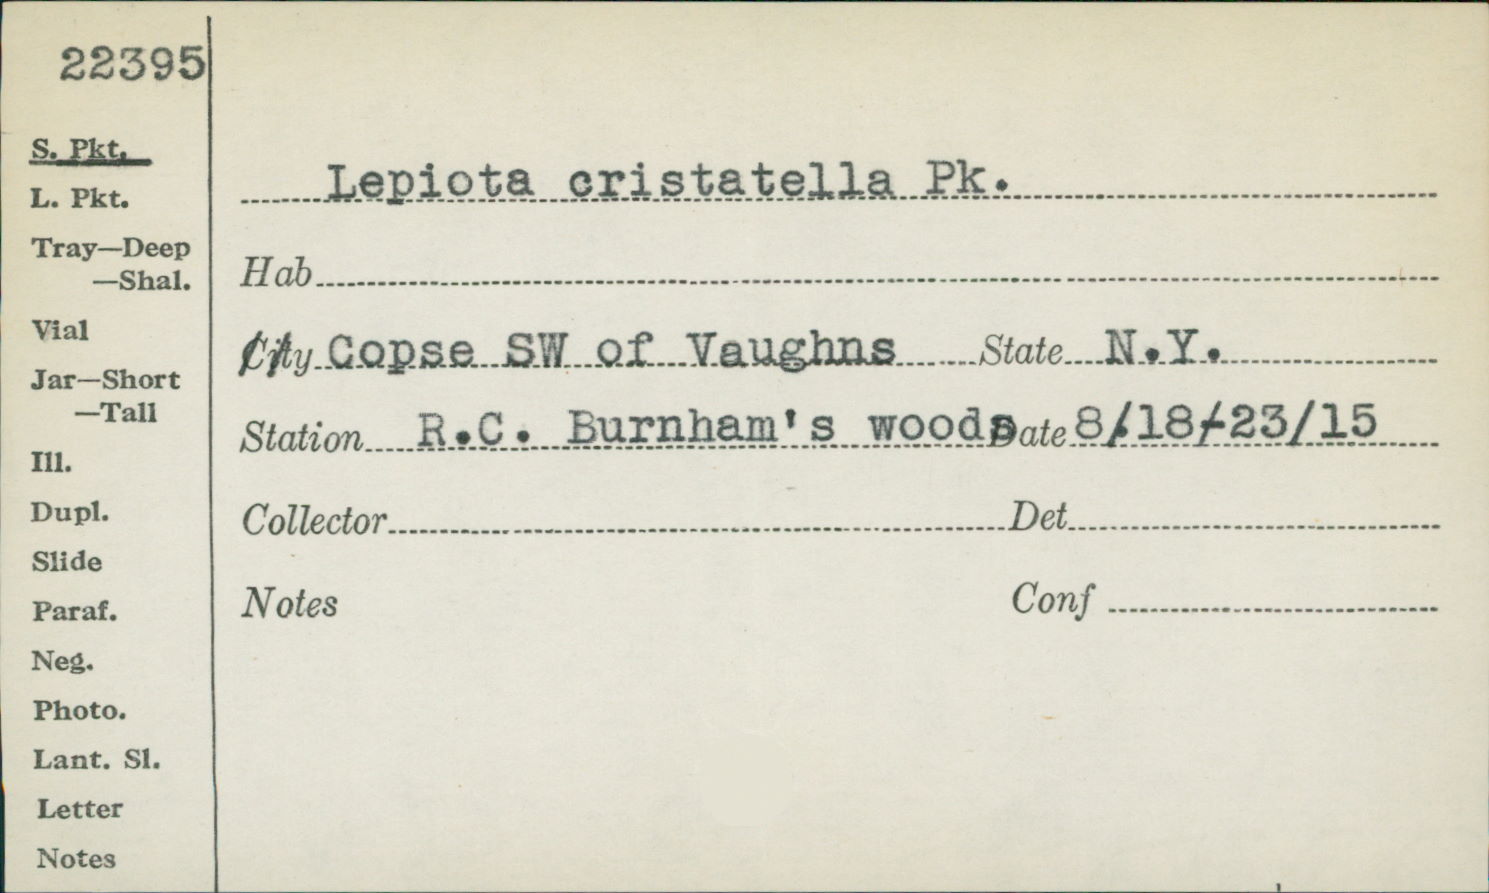 22395
S. Pkt.
L. Pkt.
Tray—Deep
—Shal.
Vial
Jar—Short
—Tall
Ill.
Dupl.
Slide
Paraf.
Neg.
Photo.
Lant. Sl.
Letter
Notes
Lepiota cristatella Pk.
Hab
City Copse SW of Vaughns State N.Y.
Station R.C. Burnham's woods Date 8/18-23/15
Collector Det
Notes Conf